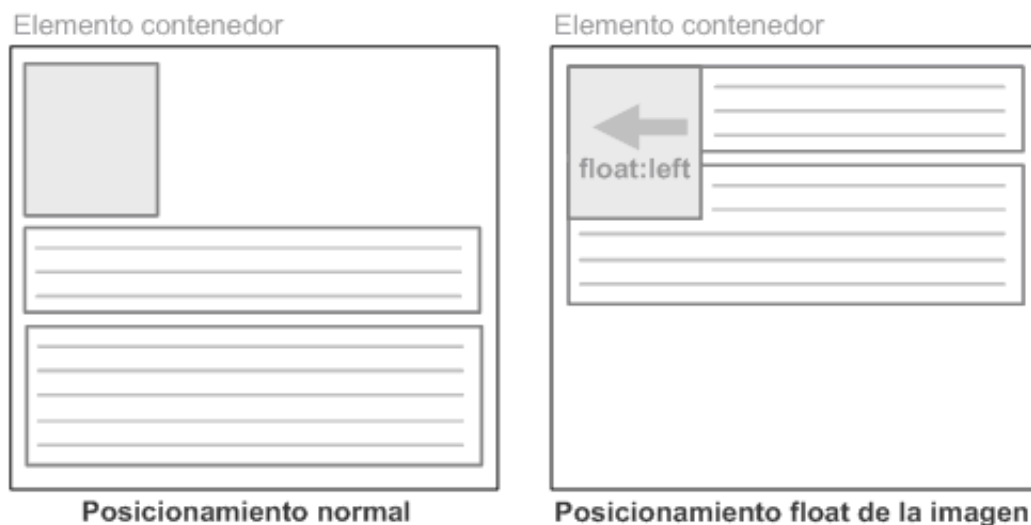 Elemento contenedor
Elemento contenedor
float:left
Posicionamiento normal
Posicionamiento float de la imagen